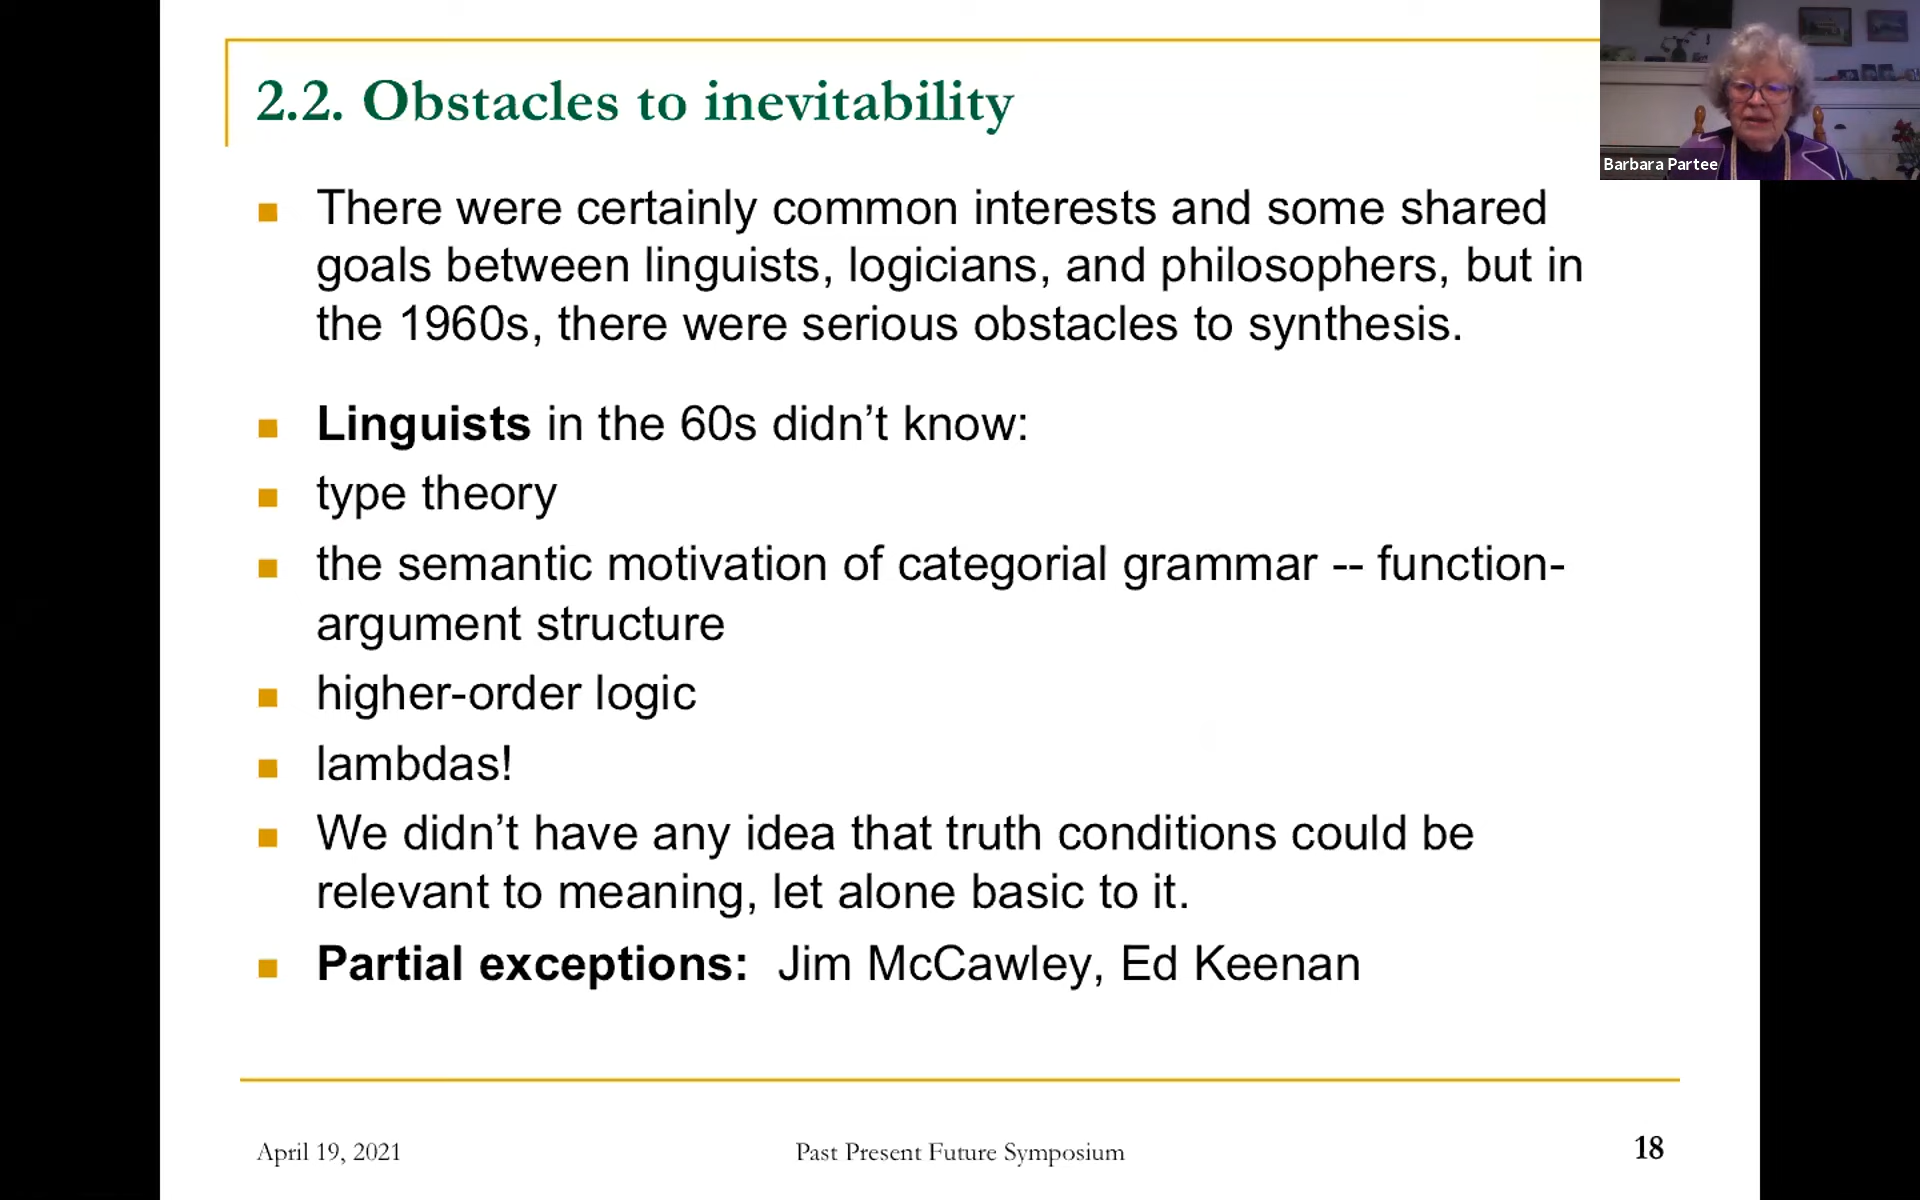 2.2. Obstacles to inevitability
Barbara Partee
There were certainly common interests and some shared
goals between linguists, logicians, and philosophers, but in
the 1960s, there were serious obstacles to synthesis.
Linguists in the 60s didn’t know:
type theory
the semantic motivation of categorial grammar -- function-
argument structure
higher-order logic
lambdas!
We didn’t have any idea that truth conditions could be
relevant to meaning, let alone basic to it.
Partial exceptions: Jim McCawley, Ed Keenan
April 19, 2021
Past Present Future Symposium
18